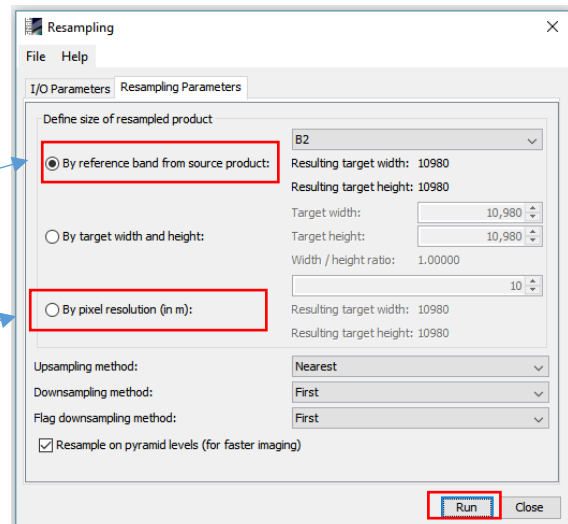 Resampling
File Help
I/O Parameters Resampling Parameters
Define size of resampled product
B2
By reference band from source product: Resulting target width: 10980
Resulting target height: 10980
Target width: 10,980
By target width and height: Target height: 10,980
Width / height ratio: 1.00000
10
By pixel resolution (in m): Resulting target width: 10980
Resulting target height: 10980
Upsampling method: Nearest
Downsampling method: First
Flag downsampling method: First
Resample on pyramid levels (for faster imaging)
Run Close